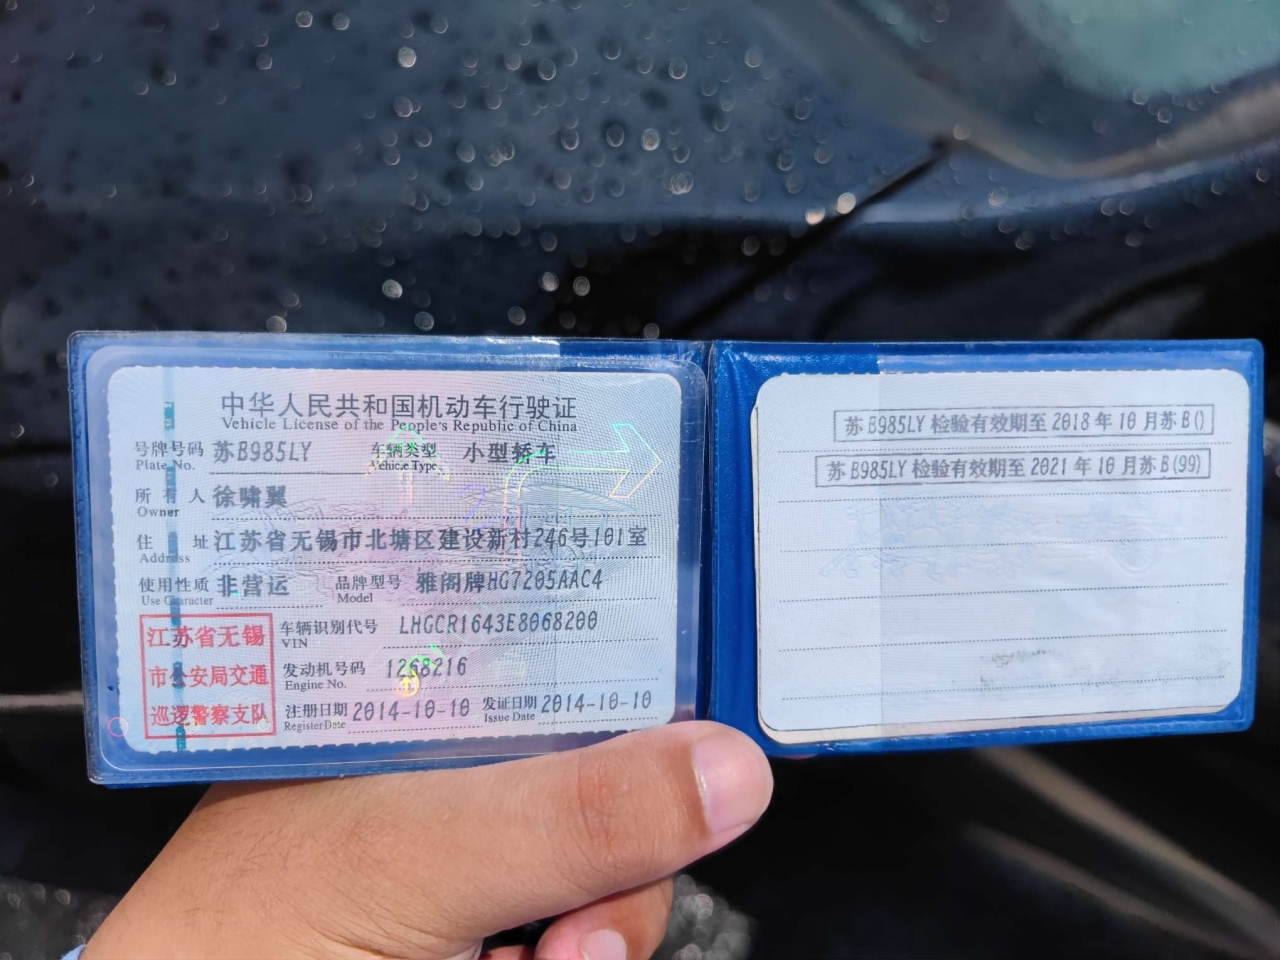 中华人民共和国机动车行驶证
Vehicle License of the People's Republic of China
号牌号码 苏B985LY 车辆类型 小型轿车
Plate No. Vehicle Type
所有人 徐啸翼
Owner
住址 江苏省无锡市北塘区建设新村246号101室
Address
使用性质 非营运 品牌型号 雅阁牌HG7205AAC4
Use Character Model
江苏省无锡
市公安局交通
巡逻警察支队
车辆识别代号 LHGCR1643E8068200
VIN
发动机号码 1268216
Engine No.
注册日期 2014-10-10 发证日期 2014-10-10
Register Date Issue Date
苏B985LY检验有效期至2018年10月苏B()
苏B985LY检验有效期至2021年10月苏B(99)